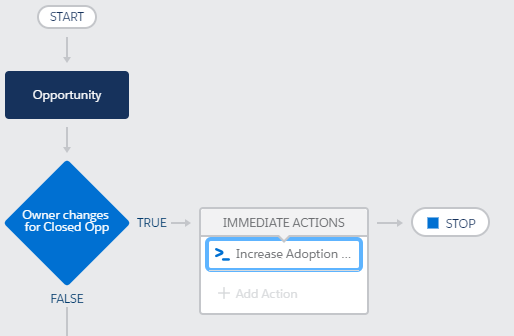 START
Opportunity
Owner changes
for Closed Opp
TRUE
IMMEDIATE ACTIONS
Increase Adoption ...
+ Add Action
STOP
FALSE